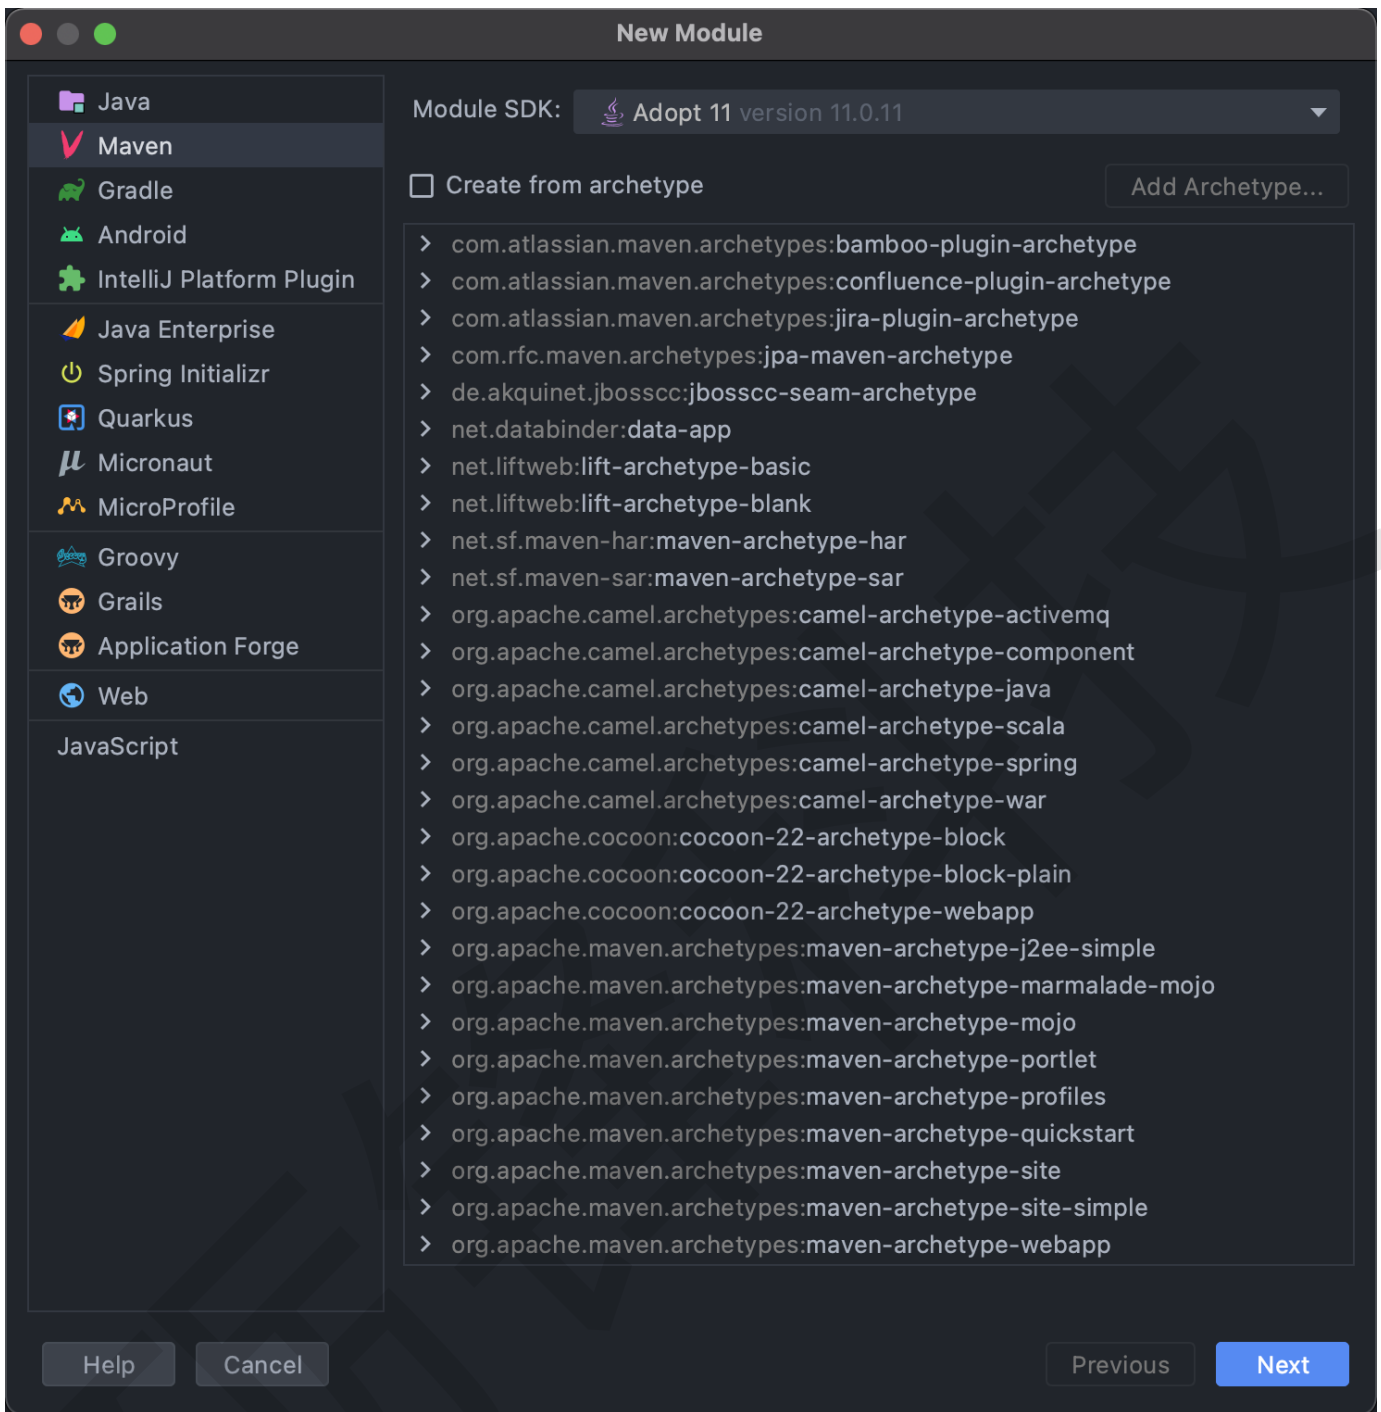 New Module
Java
Maven
Gradle
Android
IntelliJ Platform Plugin
Java Enterprise
Spring Initializr
Quarkus
Micronaut
MicroProfile
Groovy
Grails
Application Forge
Web
JavaScript
Module SDK: Adopt 11 version 11.0.11
Create from archetype
Add Archetype...
com.atlassian.maven.archetypes:bamboo-plugin-archetype
com.atlassian.maven.archetypes:confluence-plugin-archetype
com.atlassian.maven.archetypes:jira-plugin-archetype
com.rfc.maven.archetypes:jpa-maven-archetype
de.akquinet.jbosscc:jbosscc-seam-archetype
net.databinder:data-app
net.liftweb:lift-archetype-basic
net.liftweb:lift-archetype-blank
net.sf.maven-har:maven-archetype-har
net.sf.maven-sar:maven-archetype-sar
org.apache.camel.archetypes:camel-archetype-activemq
org.apache.camel.archetypes:camel-archetype-component
org.apache.camel.archetypes:camel-archetype-java
org.apache.camel.archetypes:camel-archetype-scala
org.apache.camel.archetypes:camel-archetype-spring
org.apache.camel.archetypes:camel-archetype-war
org.apache.cocoon:cocoon-22-archetype-block
org.apache.cocoon:cocoon-22-archetype-block-plain
org.apache.cocoon:cocoon-22-archetype-webapp
org.apache.maven.archetypes:maven-archetype-j2ee-simple
org.apache.maven.archetypes:maven-archetype-marmalade-mojo
org.apache.maven.archetypes:maven-archetype-mojo
org.apache.maven.archetypes:maven-archetype-portlet
org.apache.maven.archetypes:maven-archetype-profiles
org.apache.maven.archetypes:maven-archetype-quickstart
org.apache.maven.archetypes:maven-archetype-site
org.apache.maven.archetypes:maven-archetype-site-simple
org.apache.maven.archetypes:maven-archetype-webapp
Help
Cancel
Previous
Next